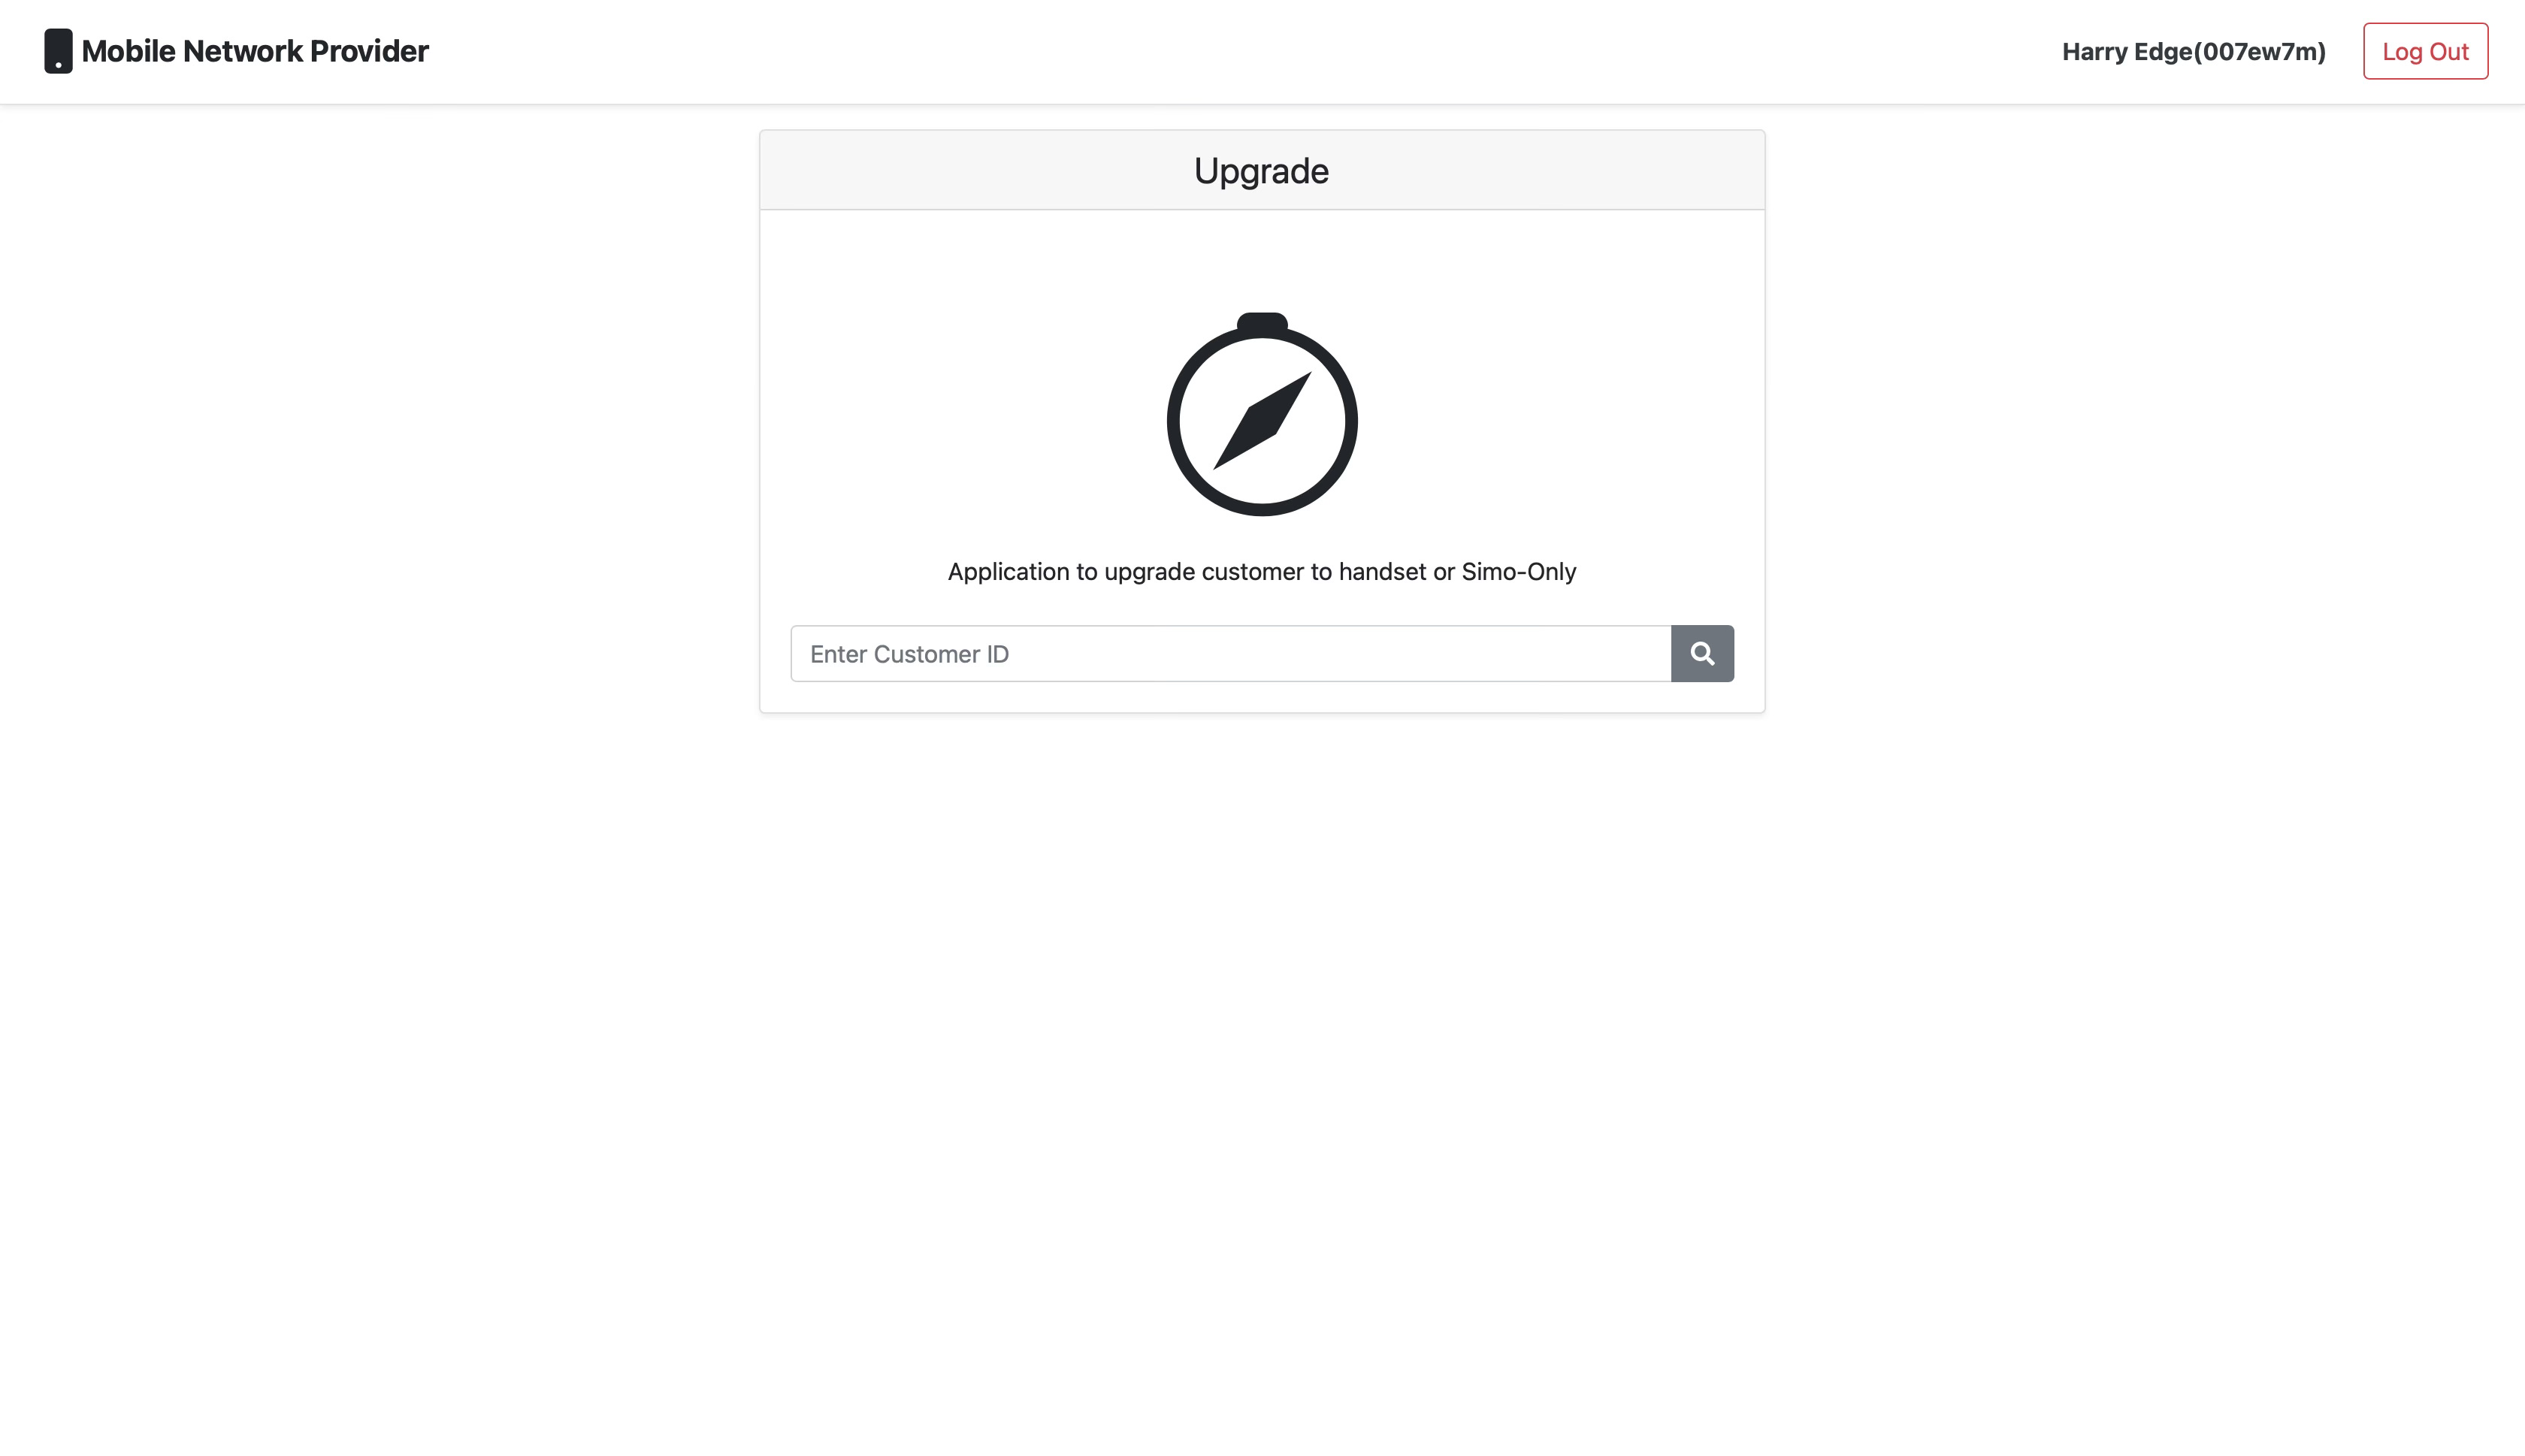 Mobile Network Provider
Harry Edge(007ew7m)
Log Out
Upgrade
Application to upgrade customer to handset or Simo-Only
Enter Customer ID